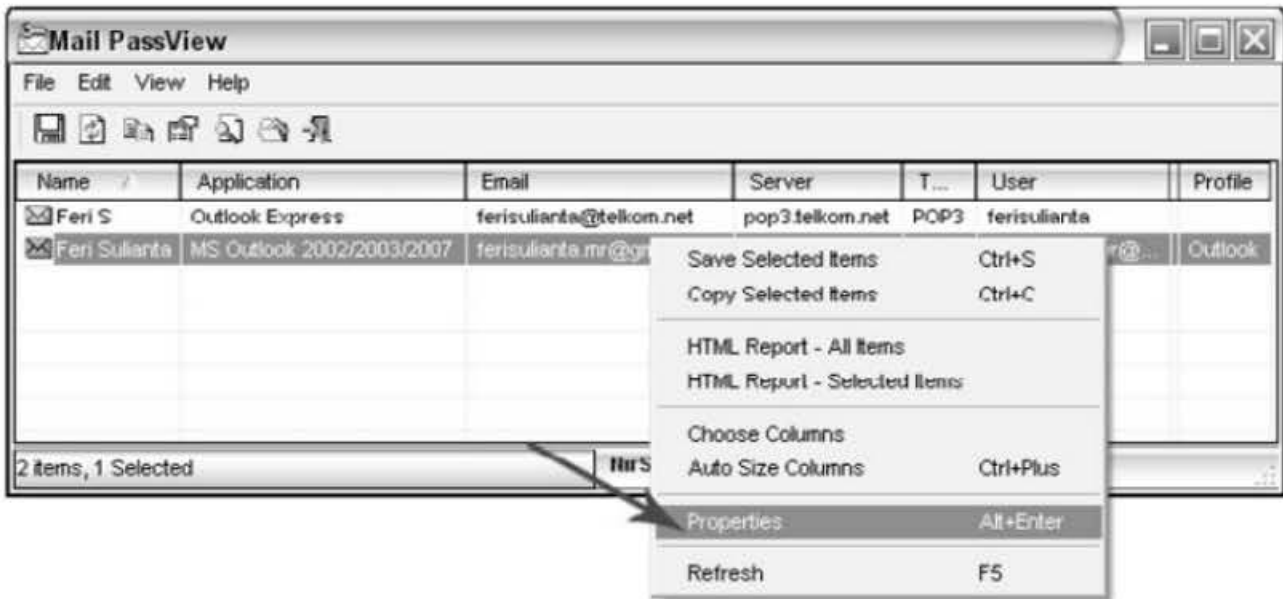 Mail PassView
File Edit View Help
Name Application Email Server T... User Profile
Feri S Outlook Express ferisulianta@telkom.net pop3.telkom.net POP3 ferisulianta
Feri Sulianta MS Outlook 2002/2003/2007 ferisulianta.mr@gm r@... Outlook
Save Selected Items Ctrl+S
Copy Selected Items Ctrl+C
HTML Report - All Items
HTML Report - Selected Items
Choose Columns
Auto Size Columns Ctrl+Plus
2 items, 1 Selected
Properties Alt+Enter
Refresh F5